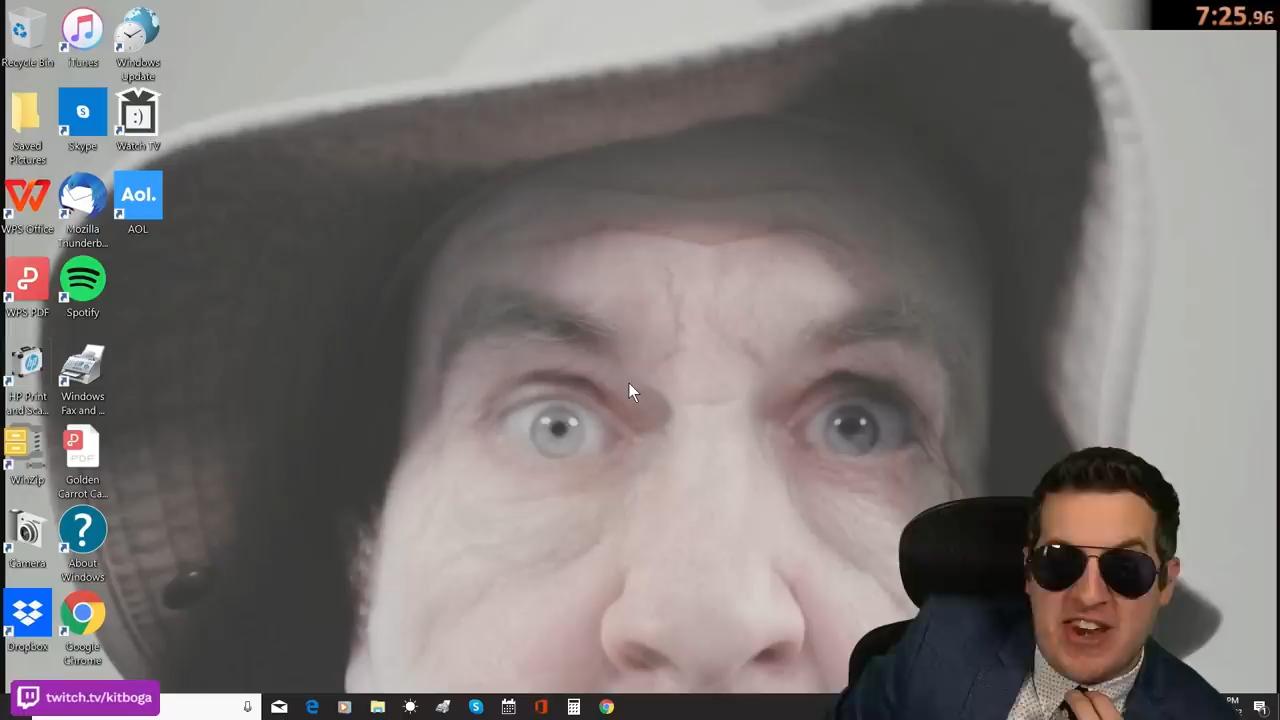 7:25.96
Recycle Bin
iTunes
Windows
Update
Saved
Pictures
S
Skype
:)
Watch TV
WPS Office
Mozilla
Thunderb...
Aol.
AOL
WPS PDF
Spotify
HP Print
and Sca...
Windows
Fax and ...
WinZip
PDF
Golden
Carrot Ca...
Camera
?
About
Windows
Dropbox
Google
Chrome
twitch.tv/kitboga